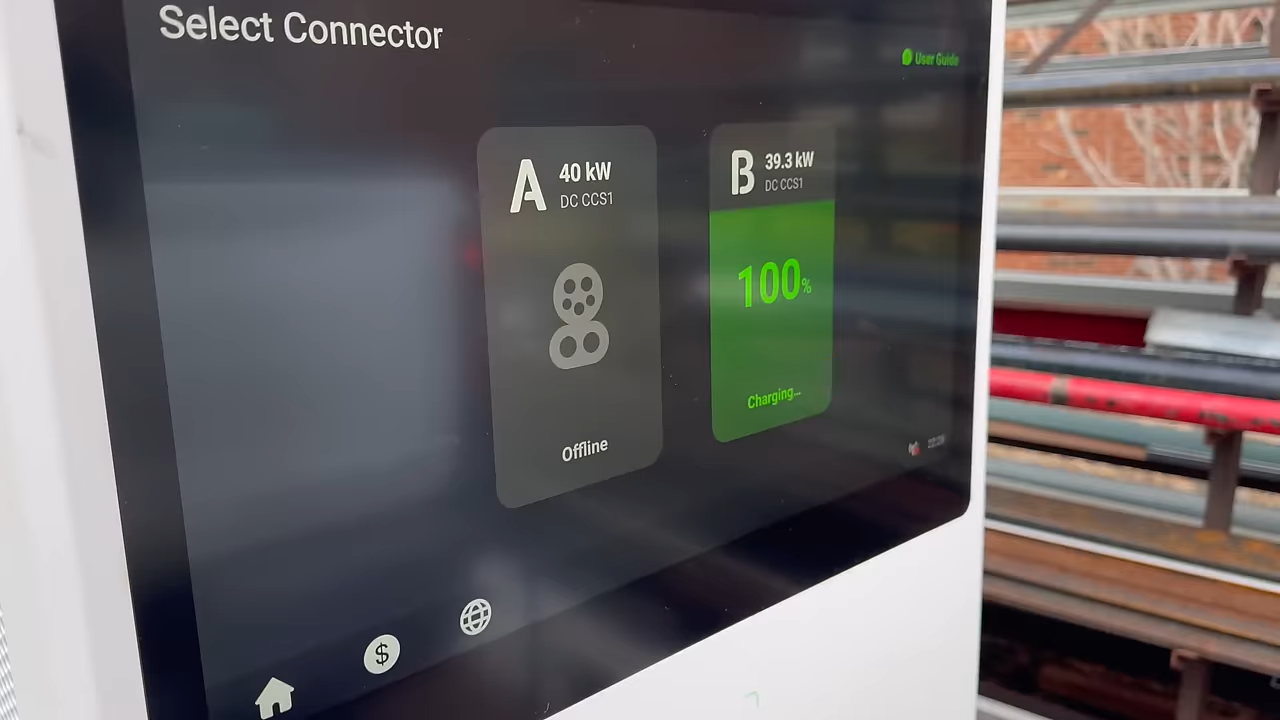 Select Connector
User Guide
A
40 kW
DC CCS1
Offline
B
39.3 kW
DC CCS1
100%
Charging...
$